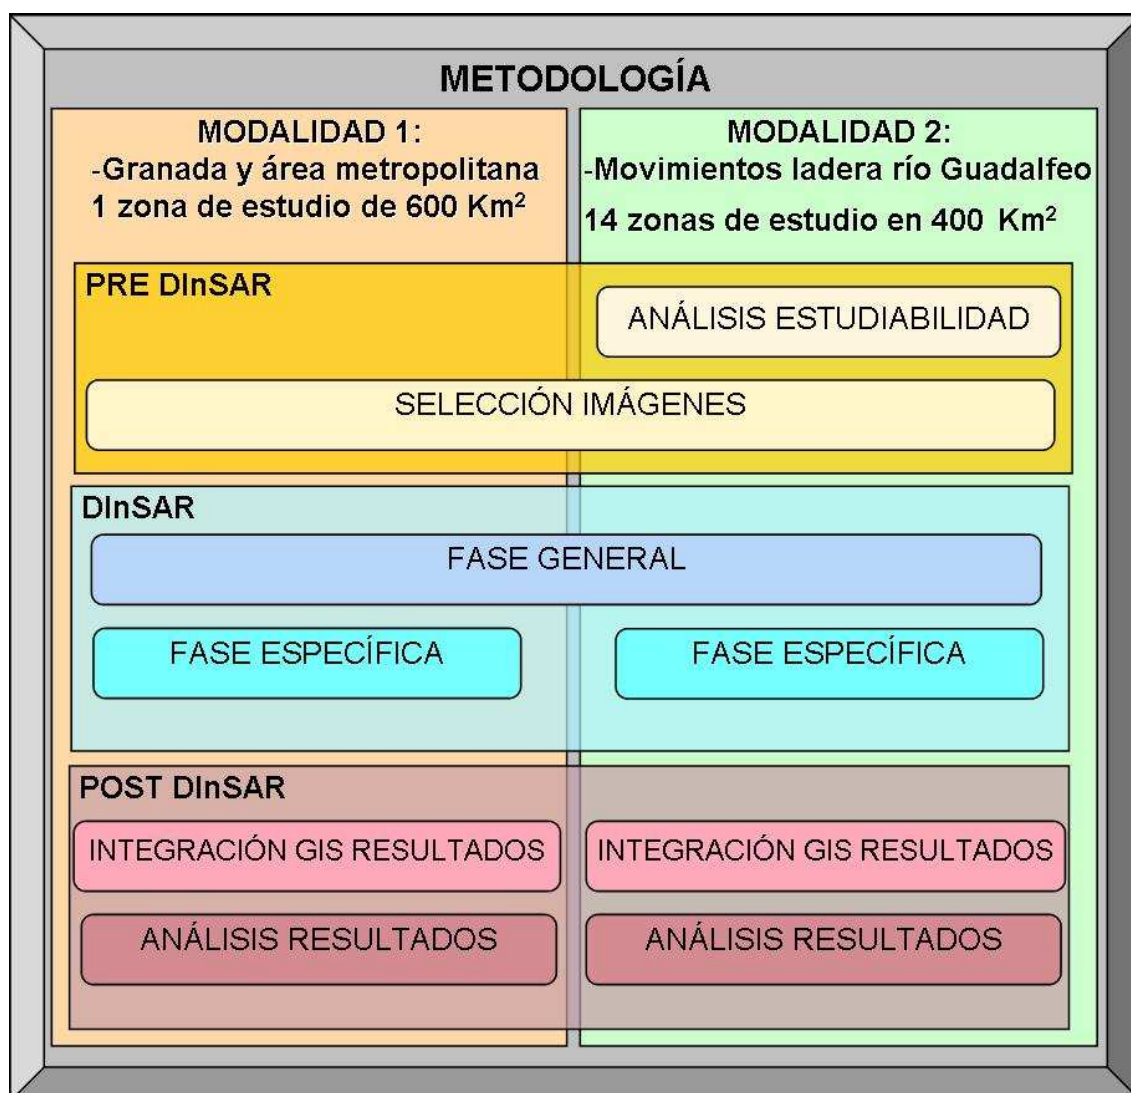 METODOLOGÍA
MODALIDAD 1:
-Granada y área metropolitana
1 zona de estudio de 600 Km²
MODALIDAD 2:
-Movimientos ladera río Guadalfeo
14 zonas de estudio en 400 Km²
PRE DInSAR
ANÁLISIS ESTUDIABILIDAD
SELECCIÓN IMÁGENES
DInSAR
FASE GENERAL
FASE ESPECÍFICA
FASE ESPECÍFICA
POST DInSAR
INTEGRACIÓN GIS RESULTADOS
INTEGRACIÓN GIS RESULTADOS
ANÁLISIS RESULTADOS
ANÁLISIS RESULTADOS